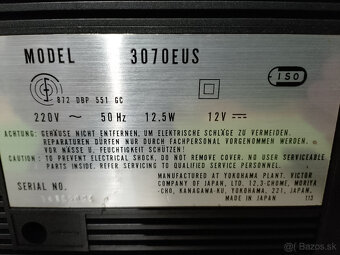 MODEL 3070EUS
ISO
872 DBP 551 GC
220V ~ 50Hz 12.5W 12V
ACHTUNG: GEHÄUSE NICHT ENTFERNEN, UM ELEKTRISCHE SCHLÄGE ZU VERMEIDEN.
REPARATUREN DÜRFEN NUR DURCH FACHPERSONAL VORGENOMMEN WERDEN.
VOR NÄSSE U, FEUCHTIGKEIT SCHÜTZEN!
CAUTION: TO PREVENT ELECTRICAL SHOCK, DO NOT REMOVE COVER. NO USER SERVICEABLE
PARTS INSIDE. REFER SERVICING TO QUALIFIED SERVICE PERSONNEL.
MANUFACTURED AT YOKOHAMA PLANT. VICTOR
COMPANY OF JAPAN, LTD. 12,3-CHOME, MORIYA
-CHO, KANAGAWA-KU, YOKOHAMA, 221, JAPAN.
SERIAL NO.
MADE IN JAPAN 113
bazos.sk